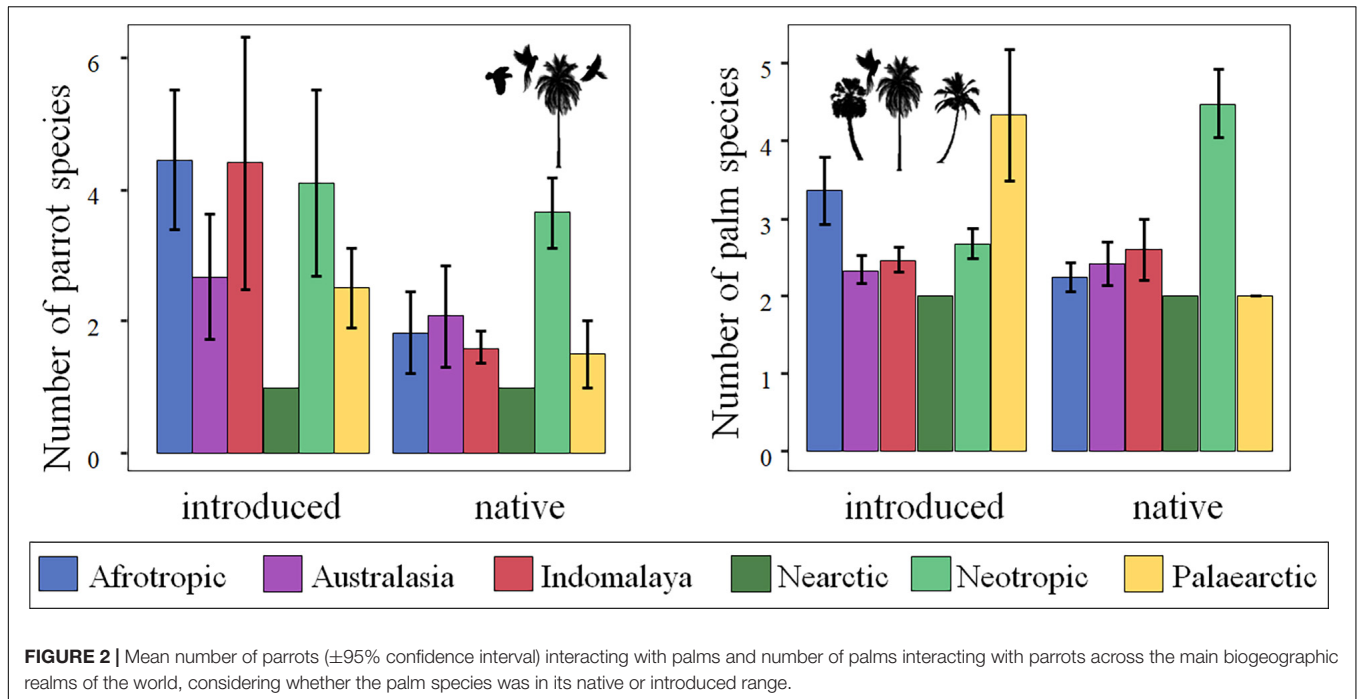 Number of parrot species
6
4
2
0
introduced
native
Number of palm species
5
4
3
2
1
0
introduced
native
Afrotropic
Australasia
Indomalaya
Nearctic
Neotropic
Palaearctic
FIGURE 2 | Mean number of parrots (±95% confidence interval) interacting with palms and number of palms interacting with parrots across the main biogeographic
realms of the world, considering whether the palm species was in its native or introduced range.